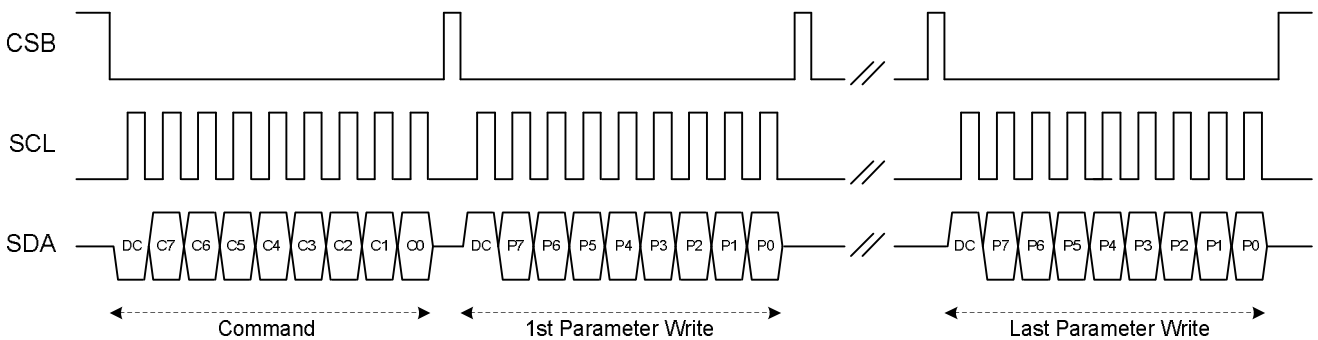 CSB
SCL
SDA DC C7 C6 C5 C4 C3 C2 C1 C0 DC P7 P6 P5 P4 P3 P2 P1 P0 DC P7 P6 P5 P4 P3 P2 P1 P0
Command 1st Parameter Write Last Parameter Write